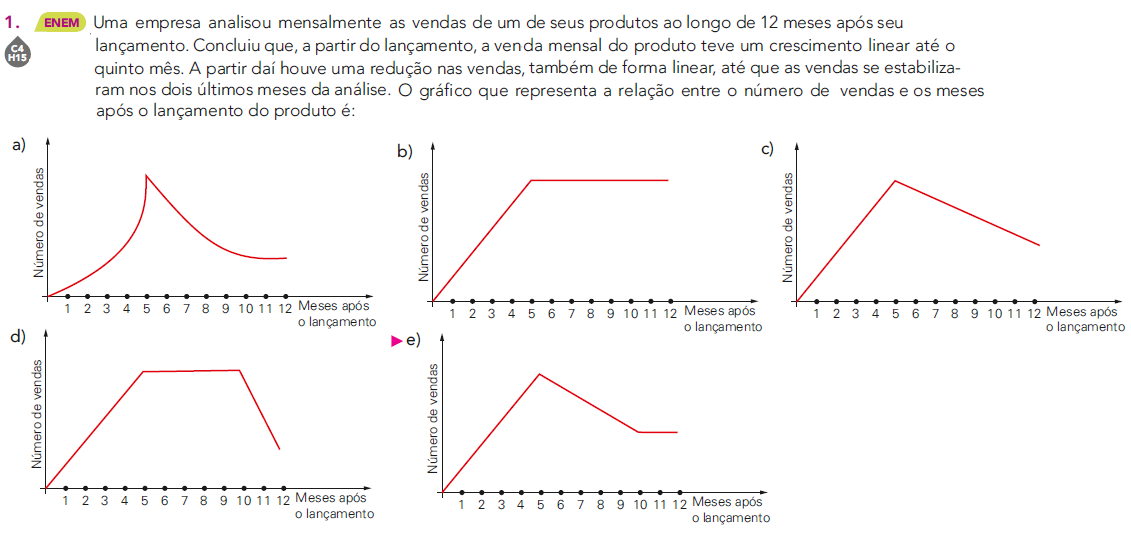 1. ENEM Uma empresa analisou mensalmente as vendas de um de seus produtos ao longo de 12 meses após seu
C4
H15
lançamento. Concluiu que, a partir do lançamento, a venda mensal do produto teve um crescimento linear até o
quinto mês. A partir daí houve uma redução nas vendas, também de forma linear, até que as vendas se estabiliza-
ram nos dois últimos meses da análise. O gráfico que representa a relação entre o número de vendas e os meses
após o lançamento do produto é:
a)
Número de vendas
1 2 3 4 5 6 7 8 9 10 11 12
Meses após
o lançamento
b)
Número de vendas
1 2 3 4 5 6 7 8 9 10 11 12
Meses após
o lançamento
c)
Número de vendas
1 2 3 4 5 6 7 8 9 10 11 12
Meses após
o lançamento
d)
Número de vendas
1 2 3 4 5 6 7 8 9 10 11 12
Meses após
o lançamento
e)
Número de vendas
1 2 3 4 5 6 7 8 9 10 11 12
Meses após
o lançamento